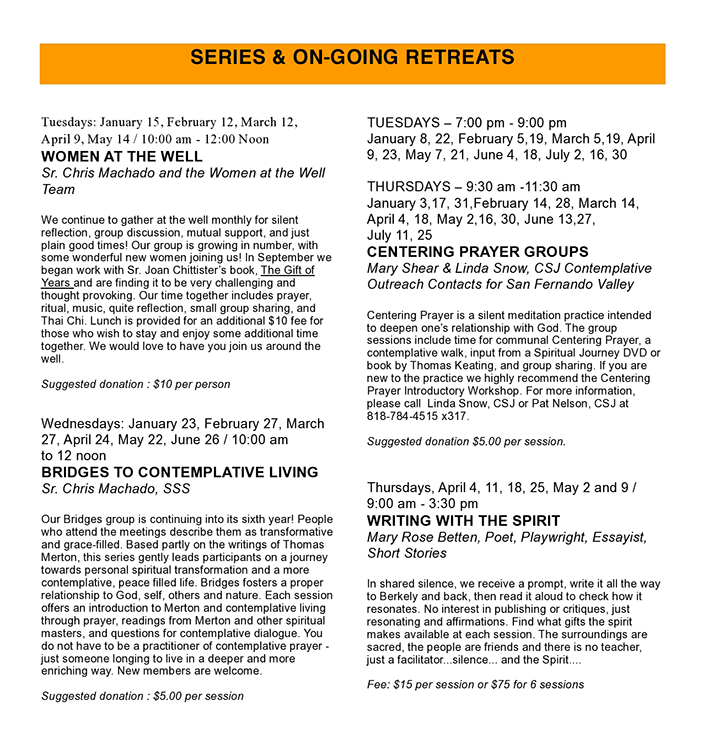 SERIES & ON-GOING RETREATS
Tuesdays: January 15, February 12, March 12,
April 9, May 14 / 10:00 am - 12:00 Noon
WOMEN AT THE WELL
Sr. Chris Machado and the Women at the Well
Team
We continue to gather at the well monthly for silent
reflection, group discussion, mutual support, and just
plain good times! Our group is growing in number, with
some wonderful new women joining us! In September we
began work with Sr. Joan Chittister's book, The Gift of
Years and are finding it to be very challenging and
thought provoking. Our time together includes prayer,
ritual, music, quite reflection, small group sharing, and
Thai Chi. Lunch is provided for an additional $10 fee for
those who wish to stay and enjoy some additional time
together. We would love to have you join us around the
well.
Suggested donation : $10 per person
Wednesdays: January 23, February 27, March
27, April 24, May 22, June 26 / 10:00 am
to 12 noon
BRIDGES TO CONTEMPLATIVE LIVING
Sr. Chris Machado, SSS
Our Bridges group is continuing into its sixth year! People
who attend the meetings describe them as transformative
and grace-filled. Based partly on the writings of Thomas
Merton, this series gently leads participants on a journey
towards personal spiritual transformation and a more
contemplative, peace filled life. Bridges fosters a proper
relationship to God, self, others and nature. Each session
offers an introduction to Merton and contemplative living
through prayer, readings from Merton and other spiritual
masters, and questions for contemplative dialogue. You
do not have to be a practitioner of contemplative prayer -
just someone longing to live in a deeper and more
enriching way. New members are welcome.
Suggested donation : $5.00 per session
TUESDAYS – 7:00 pm - 9:00 pm
January 8, 22, February 5,19, March 5,19, April
9, 23, May 7, 21, June 4, 18, July 2, 16, 30
THURSDAYS – 9:30 am -11:30 am
January 3,17, 31,February 14, 28, March 14,
April 4, 18, May 2,16, 30, June 13,27,
July 11, 25
CENTERING PRAYER GROUPS
Mary Shear & Linda Snow, CSJ Contemplative
Outreach Contacts for San Fernando Valley
Centering Prayer is a silent meditation practice intended
to deepen one's relationship with God. The group
sessions include time for communal Centering Prayer, a
contemplative walk, input from a Spiritual Journey DVD or
book by Thomas Keating, and group sharing. If you are
new to the practice we highly recommend the Centering
Prayer Introductory Workshop. For more information,
please call  Linda Snow, CSJ or Pat Nelson, CSJ at
818-784-4515 x317.
Suggested donation $5.00 per session.
Thursdays, April 4, 11, 18, 25, May 2 and 9 /
9:00 am - 3:30 pm
WRITING WITH THE SPIRIT
Mary Rose Betten, Poet, Playwright, Essayist,
Short Stories
In shared silence, we receive a prompt, write it all the way
to Berkely and back, then read it aloud to check how it
resonates. No interest in publishing or critiques, just
resonating and affirmations. Find what gifts the spirit
makes available at each session. The surroundings are
sacred, the people are friends and there is no teacher,
just a facilitator...silence... and the Spirit....
Fee: $15 per session or $75 for 6 sessions